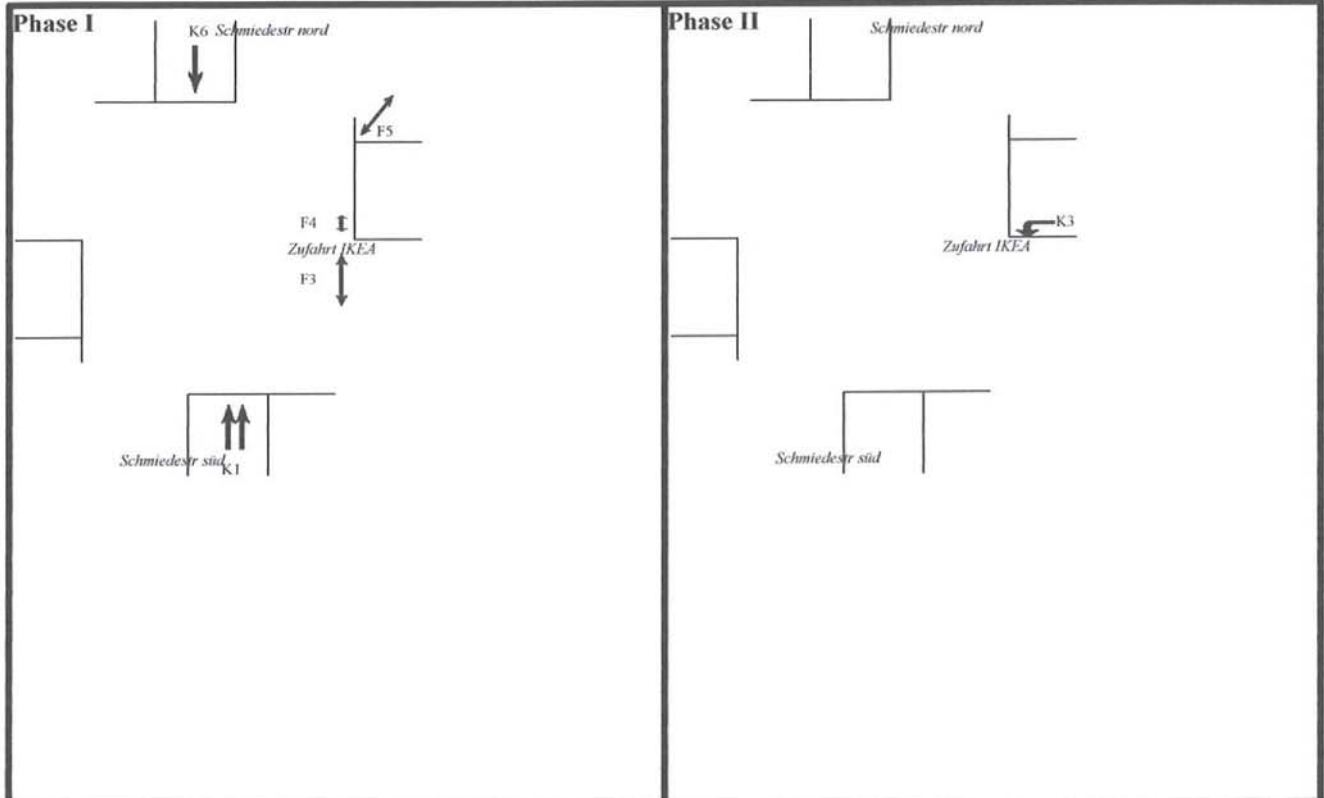 Phase I
K6 Schmiedestr nord
F5
F4
Zufahrt IKEA
F3
Schmiedestr süd
K1
Phase II
Schmiedestr nord
K3
Zufahrt IKEA
Schmiedestr süd